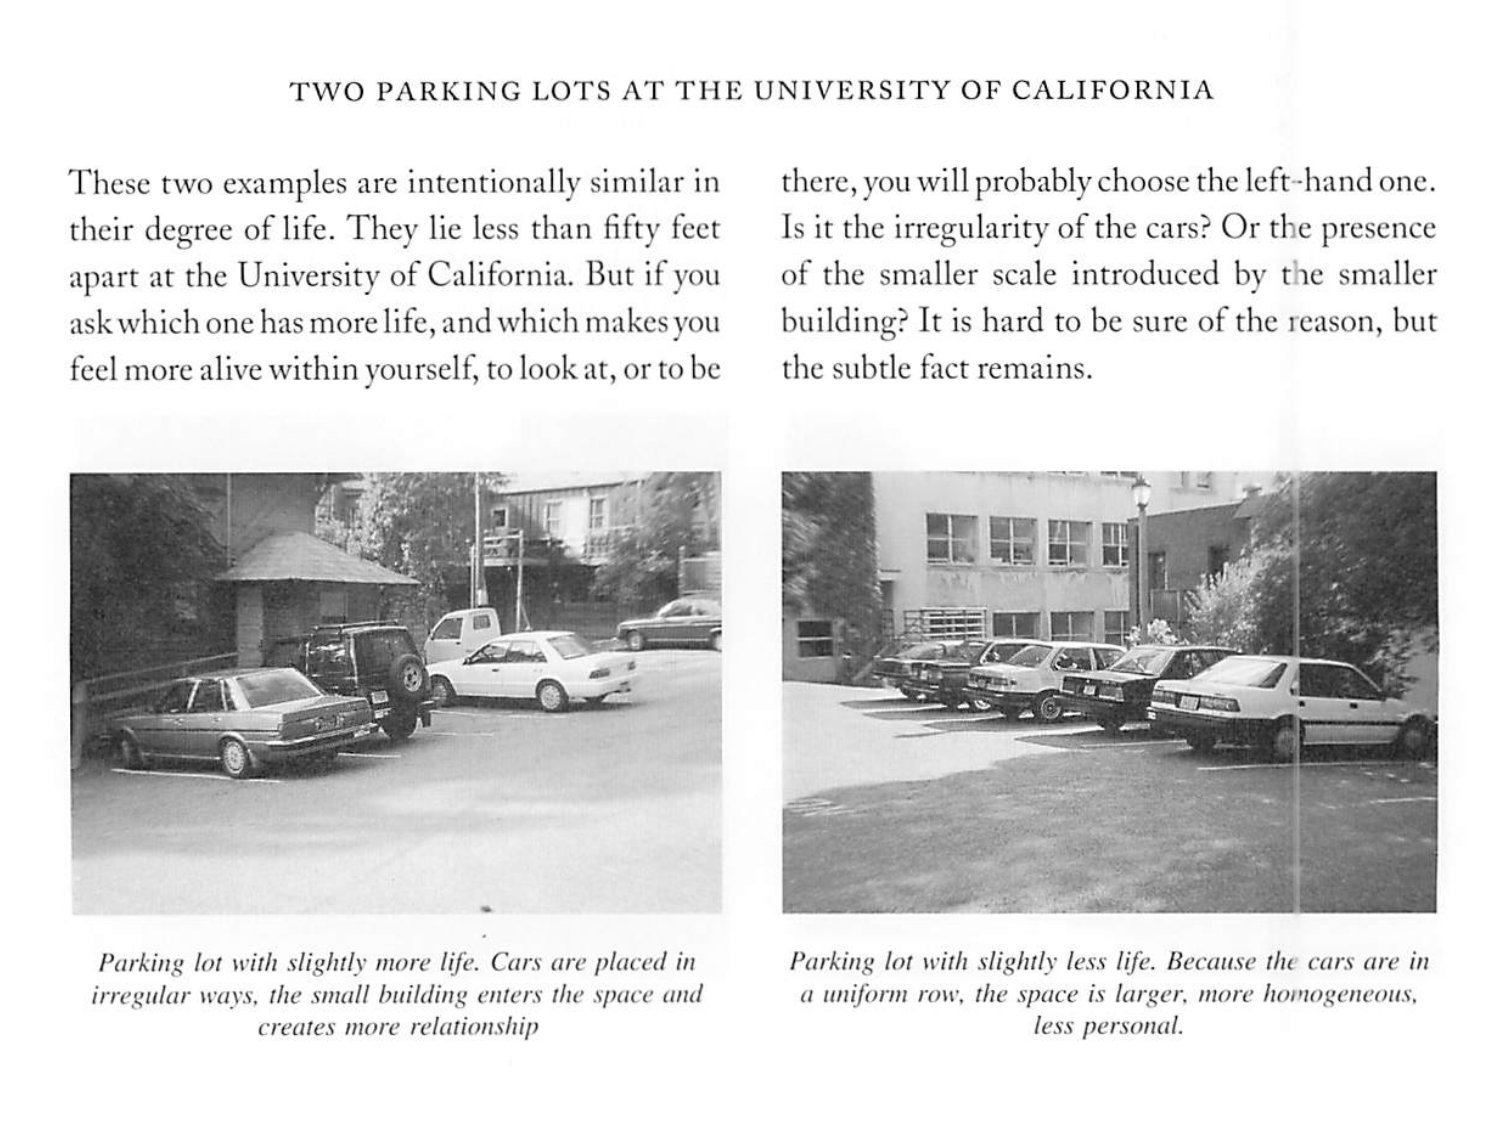 TWO PARKING LOTS AT THE UNIVERSITY OF CALIFORNIA
These two examples are intentionally similar in
their degree of life. They lie less than fifty feet
apart at the University of California. But if you
ask which one has more life, and which makes you
feel more alive within yourself, to look at, or to be
there, you will probably choose the left-hand one.
Is it the irregularity of the cars? Or the presence
of the smaller scale introduced by the smaller
building? It is hard to be sure of the reason, but
the subtle fact remains.
Parking lot with slightly more life. Cars are placed in
irregular ways, the small building enters the space and
creates more relationship
Parking lot with slightly less life. Because the cars are in
a uniform row, the space is larger, more homogeneous,
less personal.